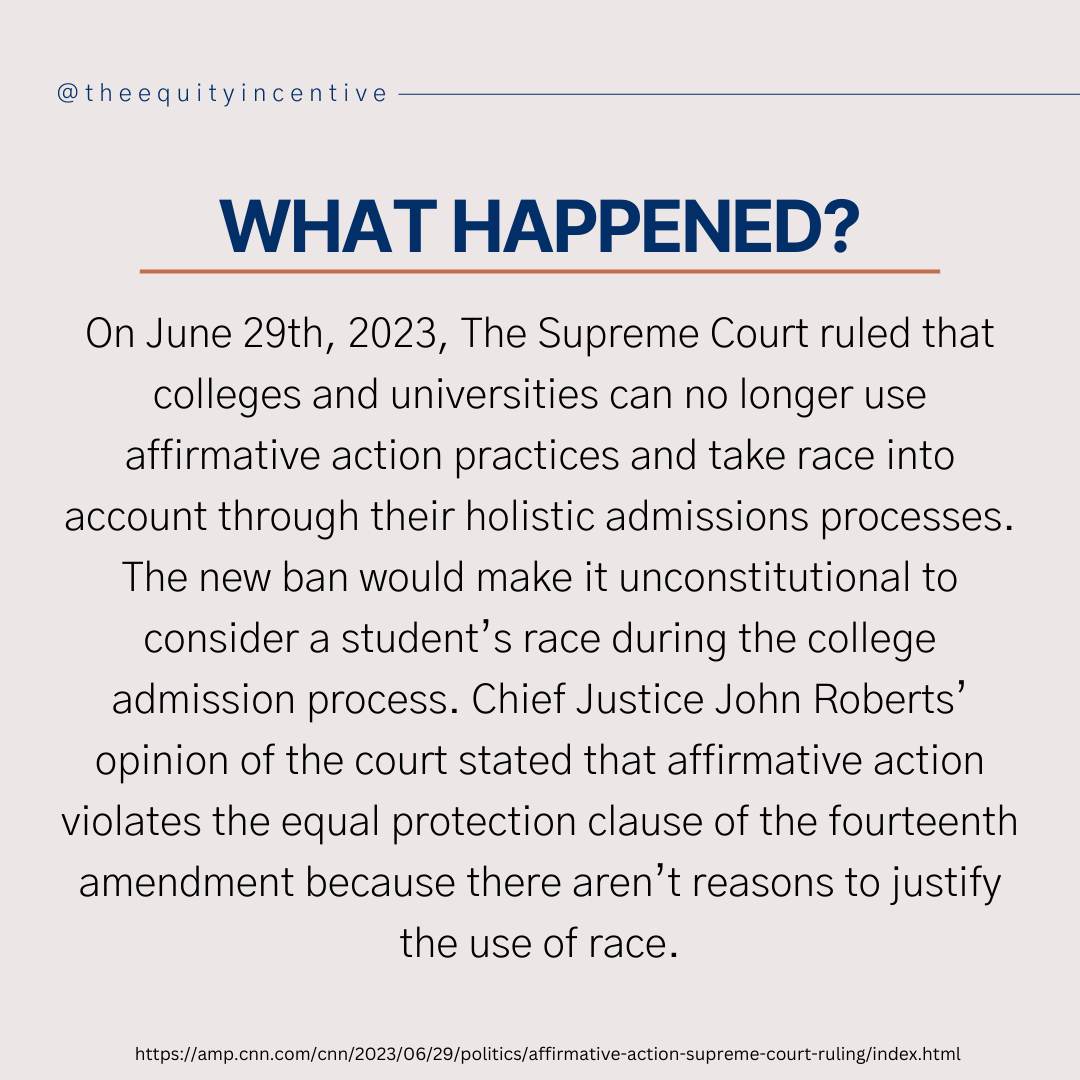 @theequityincentive
WHAT HAPPENED?
On June 29th, 2023, The Supreme Court ruled that
colleges and universities can no longer use
affirmative action practices and take race into
account through their holistic admissions processes.
The new ban would make it unconstitutional to
consider a student’s race during the college
admission process. Chief Justice John Roberts’
opinion of the court stated that affirmative action
violates the equal protection clause of the fourteenth
amendment because there aren’t reasons to justify
the use of race.
https://amp.cnn.com/cnn/2023/06/29/politics/affirmative-action-supreme-court-ruling/index.html